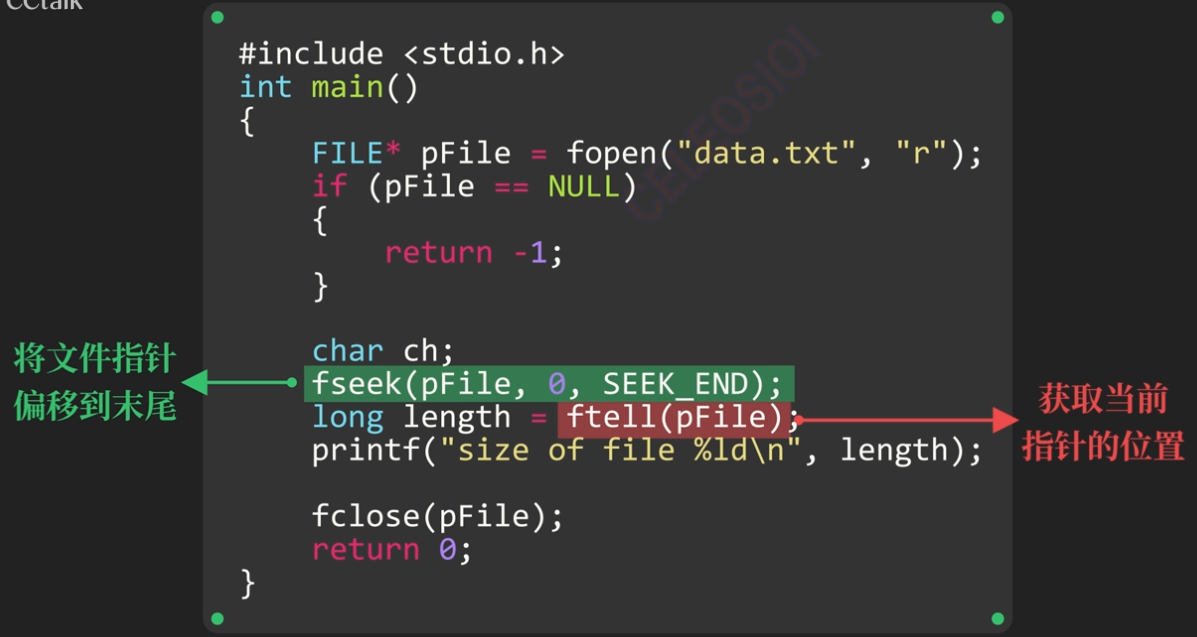 CCtalk
#include <stdio.h>
int main()
{
FILE* pFile = fopen("data.txt", "r");
if (pFile == NULL)
{
return -1;
}
char ch;
将文件指针
偏移到末尾
fseek(pFile, 0, SEEK_END);
long length = ftell(pFile);
获取当前
指针的位置
printf("size of file %ld\n", length);
fclose(pFile);
return 0;
}